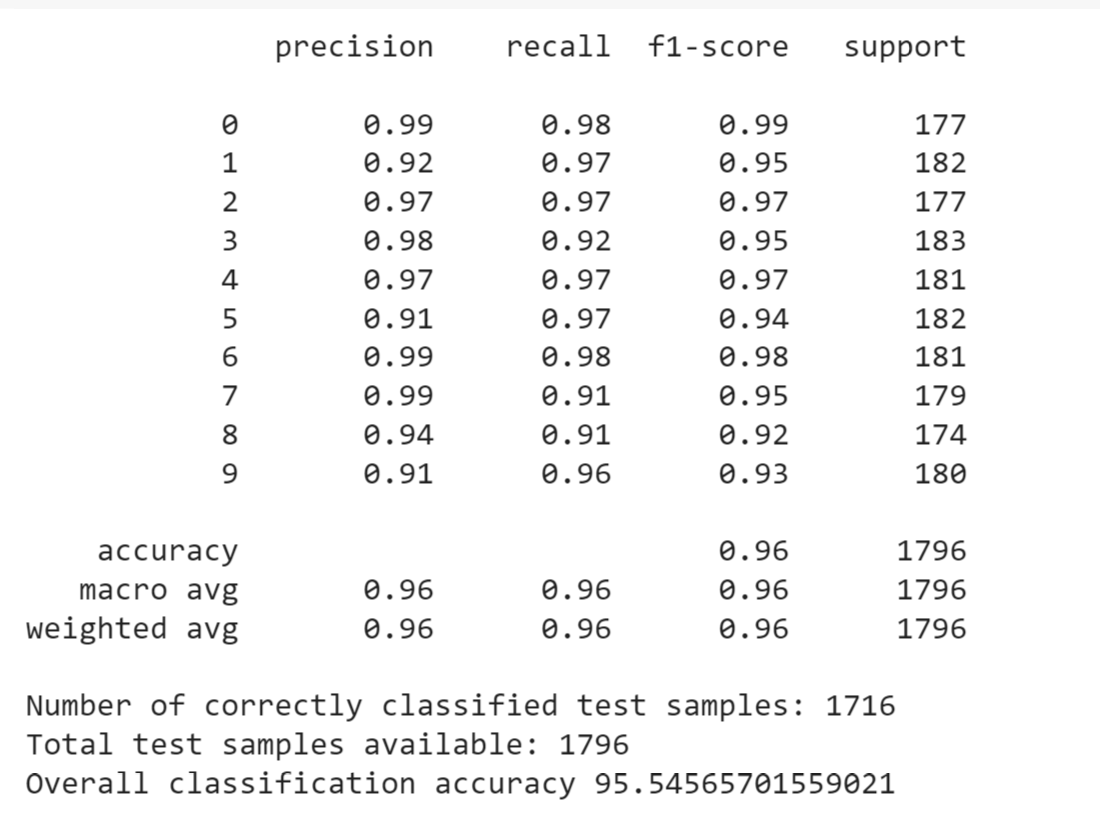 precision recall f1-score support
0 0.99 0.98 0.99 177
1 0.92 0.97 0.95 182
2 0.97 0.97 0.97 177
3 0.98 0.92 0.95 183
4 0.97 0.97 0.97 181
5 0.91 0.97 0.94 182
6 0.99 0.98 0.98 181
7 0.99 0.91 0.95 179
8 0.94 0.91 0.92 174
9 0.91 0.96 0.93 180
accuracy 0.96 1796
macro avg 0.96 0.96 0.96 1796
weighted avg 0.96 0.96 0.96 1796
Number of correctly classified test samples: 1716
Total test samples available: 1796
Overall classification accuracy 95.54565701559021